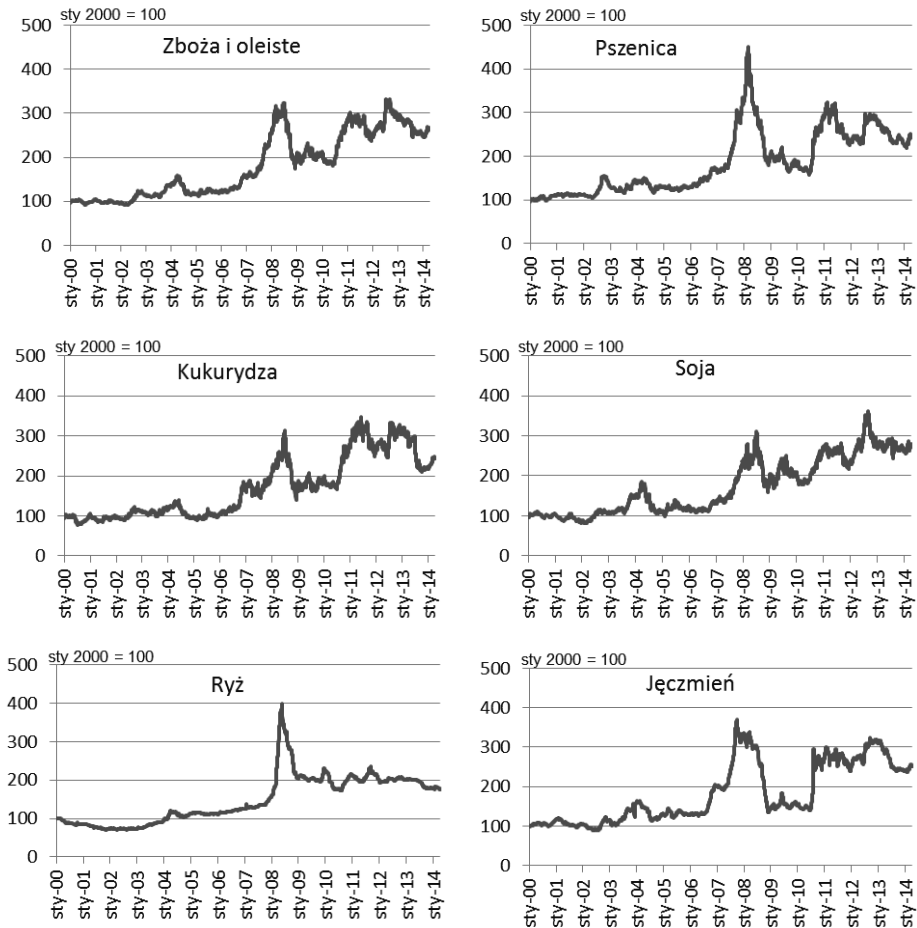 sty 2000 = 100
Zboża i oleiste
500
400
300
200
100
0
sty-00
sty-01
sty-02
sty-03
sty-04
sty-05
sty-06
sty-07
sty-08
sty-09
sty-10
sty-11
sty-12
sty-13
sty-14
sty 2000 = 100
Pszenica
500
400
300
200
100
0
sty-00
sty-01
sty-02
sty-03
sty-04
sty-05
sty-06
sty-07
sty-08
sty-09
sty-10
sty-11
sty-12
sty-13
sty-14
sty 2000 = 100
Kukurydza
500
400
300
200
100
0
sty-00
sty-01
sty-02
sty-03
sty-04
sty-05
sty-06
sty-07
sty-08
sty-09
sty-10
sty-11
sty-12
sty-13
sty-14
sty 2000 = 100
Soja
500
400
300
200
100
0
sty-00
sty-01
sty-02
sty-03
sty-04
sty-05
sty-06
sty-07
sty-08
sty-09
sty-10
sty-11
sty-12
sty-13
sty-14
sty 2000 = 100
Ryż
500
400
300
200
100
0
sty-00
sty-01
sty-02
sty-03
sty-04
sty-05
sty-06
sty-07
sty-08
sty-09
sty-10
sty-11
sty-12
sty-13
sty-14
sty 2000 = 100
Jęczmień
500
400
300
200
100
0
sty-00
sty-01
sty-02
sty-03
sty-04
sty-05
sty-06
sty-07
sty-08
sty-09
sty-10
sty-11
sty-12
sty-13
sty-14